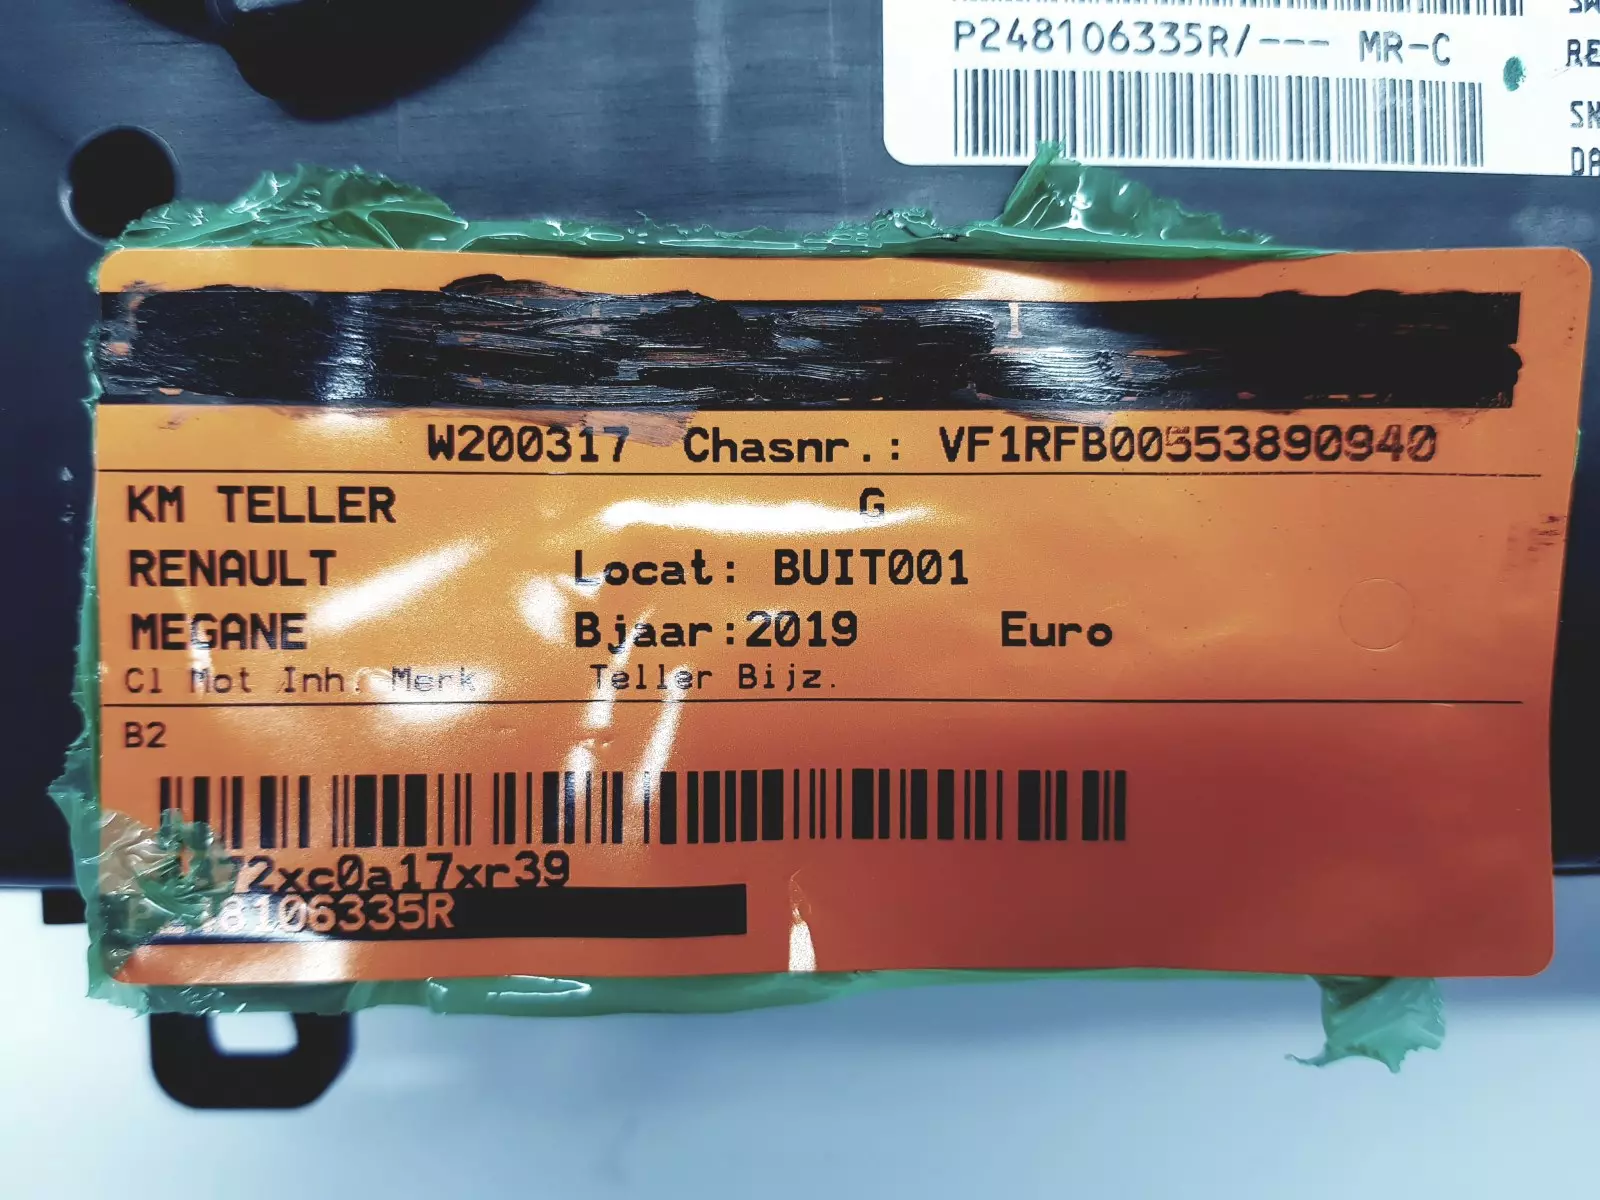 P248106335R/--- MR-C
RE
SN
DA
W200317 Chasnr.: VF1RFB00553890940
KM TELLER G
RENAULT Locat: BUIT001
MEGANE Bjaar:2019 Euro
Cl Mot Inh. Merk Teller Bijz.
B2
72xc0a17xr39
P248106335R